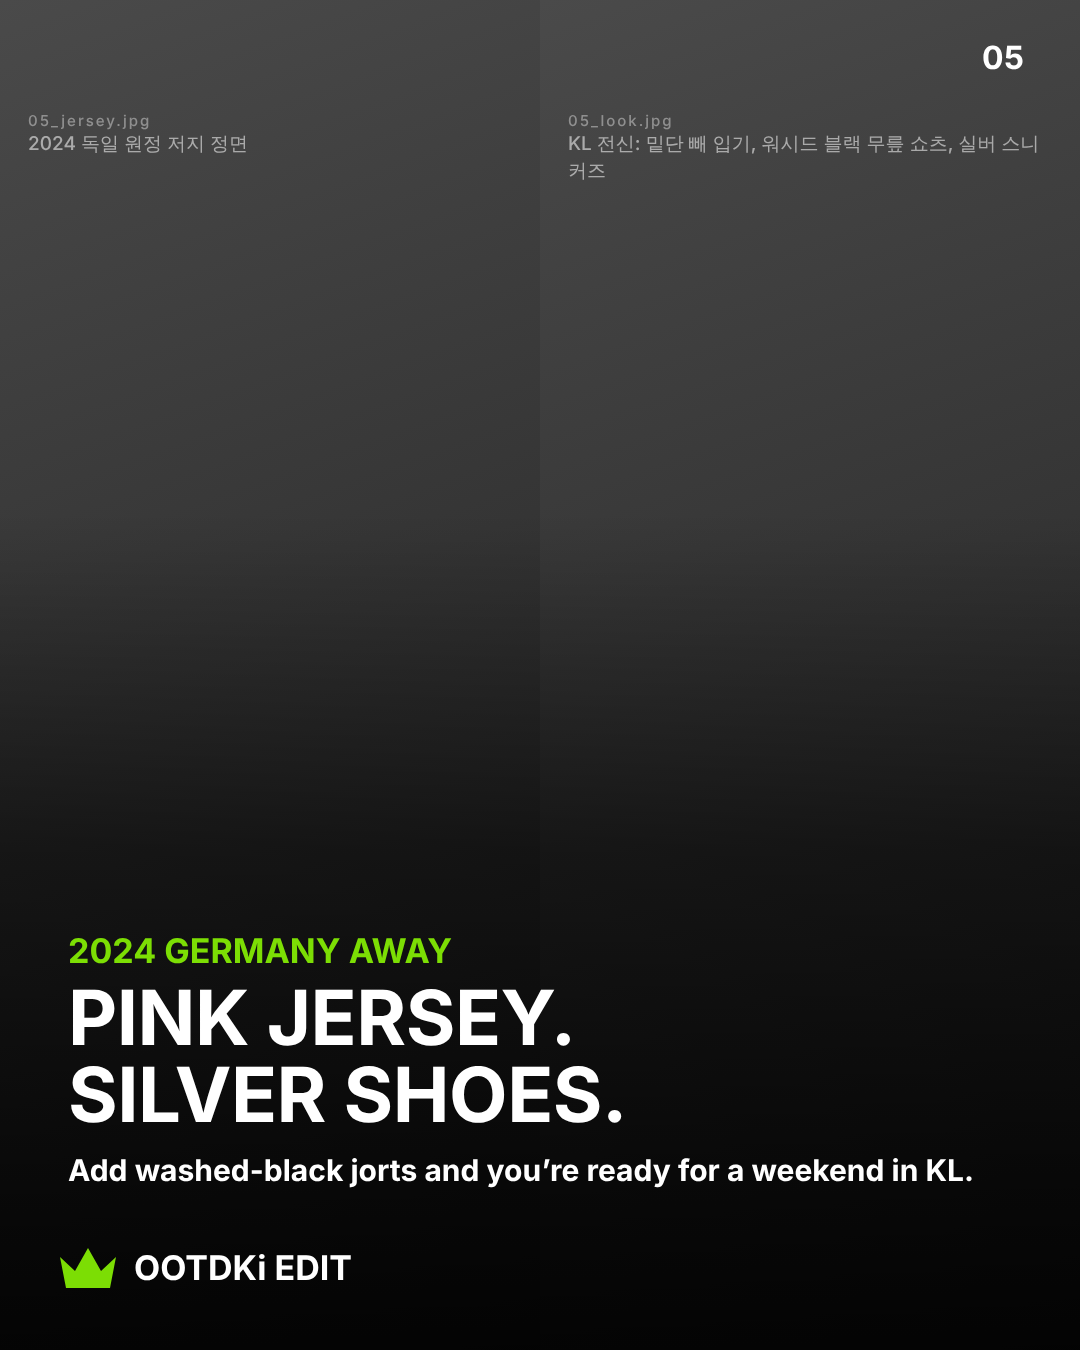 05
05_jersey.jpg
2024 독일 원정 저지 정면
05_look.jpg
KL 전신: 밑단 빼 입기, 워시드 블랙 무릎 쇼츠, 실버 스니
커즈
2024 GERMANY AWAY
PINK JERSEY.
SILVER SHOES.
Add washed-black jorts and you’re ready for a weekend in KL.
OOTDKi EDIT